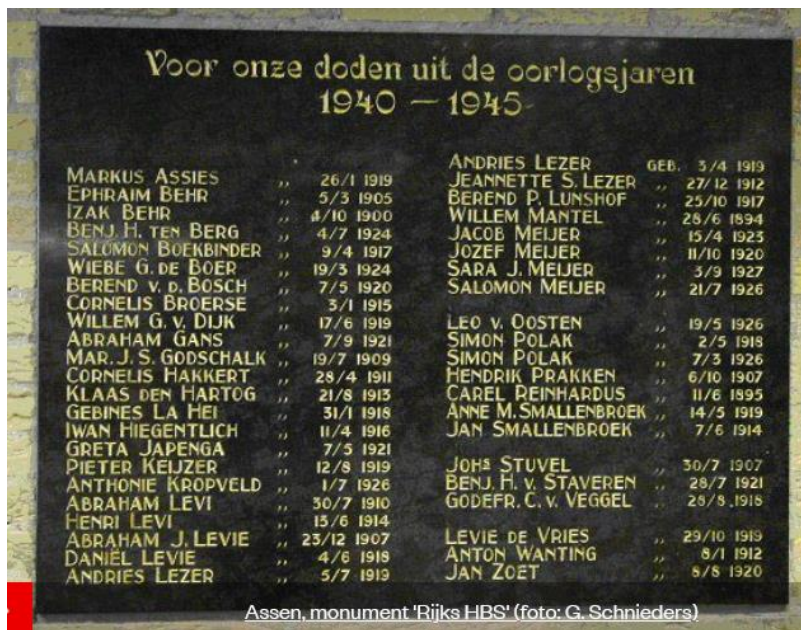 Voor onze doden uit de oorlogsjaren
1940 — 1945
MARKUS ASSIES ,, 26/1 1919
EPHRAIM BEHR ,, 5/3 1905
IZAK BEHR ,, 4/10 1900
BENJ. H. TEN BERG ,, 4/7 1924
SALOMON BOEKBINDER ,, 9/4 1917
WIEBE G. DE BOER ,, 19/3 1924
BEREND V. D. BOSCH ,, 7/5 1920
CORNELIS BROERSE ,, 3/1 1915
WILLEM G. V. DIJK ,, 17/6 1919
ABRAHAM GANS ,, 7/9 1921
MAR. J. S. GODSCHALK ,, 19/7 1909
CORNELIS HAKKERT ,, 28/4 1911
KLAAS DEN HARTOG ,, 21/8 1913
GEBINES LA HEI ,, 31/1 1918
IWAN HIEGENTLICH ,, 11/4 1916
GRETA JAPENGA ,, 7/5 1921
PIETER KEIJZER ,, 12/8 1919
ANTHONIE KROPVELD ,, 1/7 1926
ABRAHAM LEVI ,, 30/7 1910
HENRI LEVI ,, 13/6 1914
ABRAHAM J. LEVIE ,, 23/12 1907
DANIËL LEVIE ,, 4/6 1918
ANDRIES LEZER ,, 5/7 1919
ANDRIES LEZER GEB. 3/4 1919
JEANNETTE S. LEZER ,, 27/12 1912
BEREND P. LUNSHOF ,, 25/10 1917
WILLEM MANTEL ,, 28/6 1894
JACOB MEIJER ,, 15/4 1923
JOZEF MEIJER ,, 11/10 1920
SARA J. MEIJER ,, 3/9 1927
SALOMON MEIJER ,, 21/7 1926
LEO V. OOSTEN ,, 19/5 1926
SIMON POLAK ,, 2/5 1918
SIMON POLAK ,, 7/3 1926
HENDRIK PRAKKEN ,, 6/10 1907
CAREL REINHARDUS ,, 11/6 1895
ANNE M. SMALLENBROEK ,, 14/5 1919
JAN SMALLENBROEK ,, 7/6 1914
JOHS STUVEL ,, 30/7 1907
BENJ. H. V. STAVEREN ,, 28/7 1921
GODEFR. C. V. VEGGEL ,, 28/8 1918
LEVIE DE VRIES ,, 29/10 1919
ANTON WANTING ,, 8/1 1912
JAN ZOET ,, 8/8 1920
Assen, monument 'Rijks HBS' (foto: G. Schnieders)